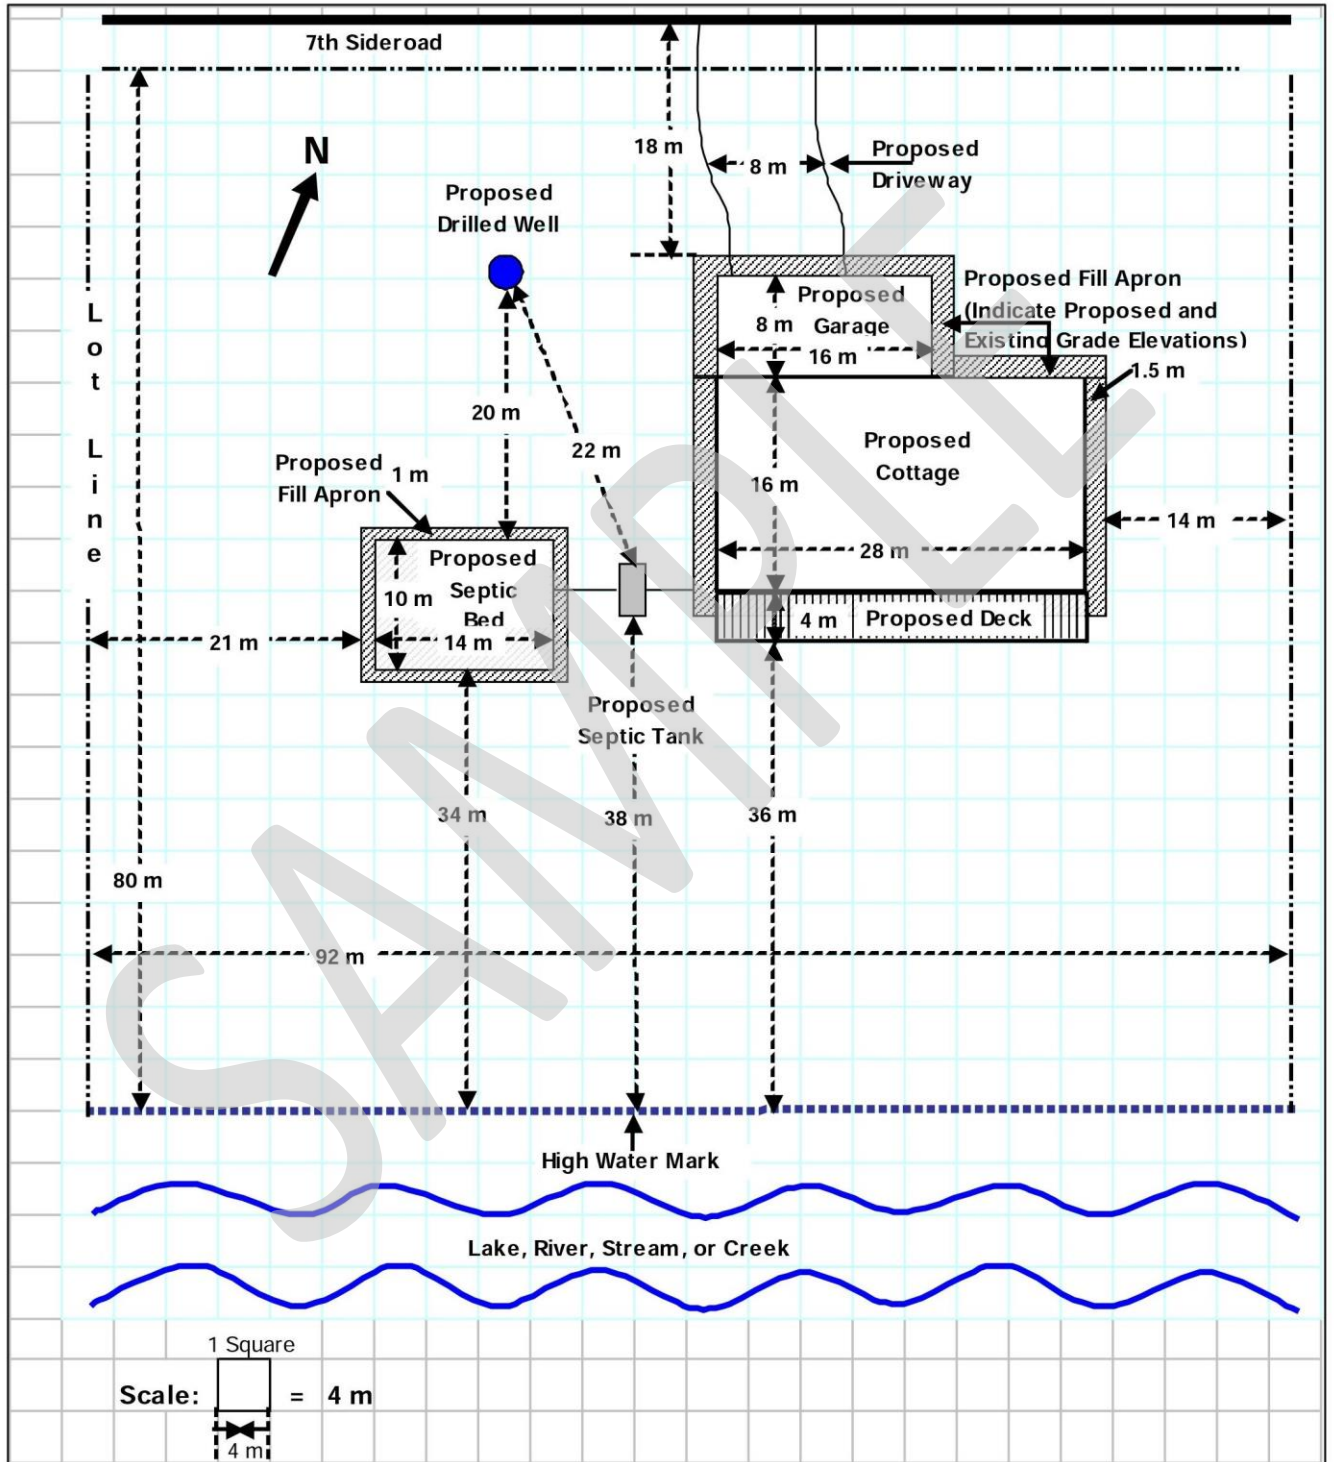 7th Sideroad
N
18 m
8 m
Proposed
Driveway
Proposed
Drilled Well
Proposed Fill Apron
(Indicate Proposed and
Existing Grade Elevations)
1.5 m
Proposed
Garage
8 m
16 m
Lot Line
20 m
22 m
Proposed
Cottage
16 m
28 m
14 m
Proposed
Fill Apron
1 m
Proposed
Septic
Bed
10 m
14 m
21 m
4 m
Proposed Deck
Proposed
Septic Tank
34 m
38 m
36 m
80 m
92 m
High Water Mark
Lake, River, Stream, or Creek
1 Square
Scale: = 4 m
4 m
SAMPLE